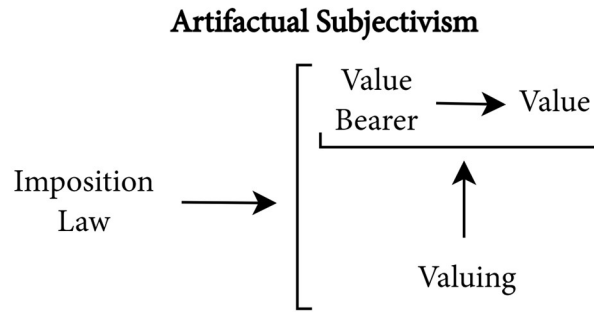 Artifactual Subjectivism
Value
Bearer
Value
Imposition
Law
Valuing